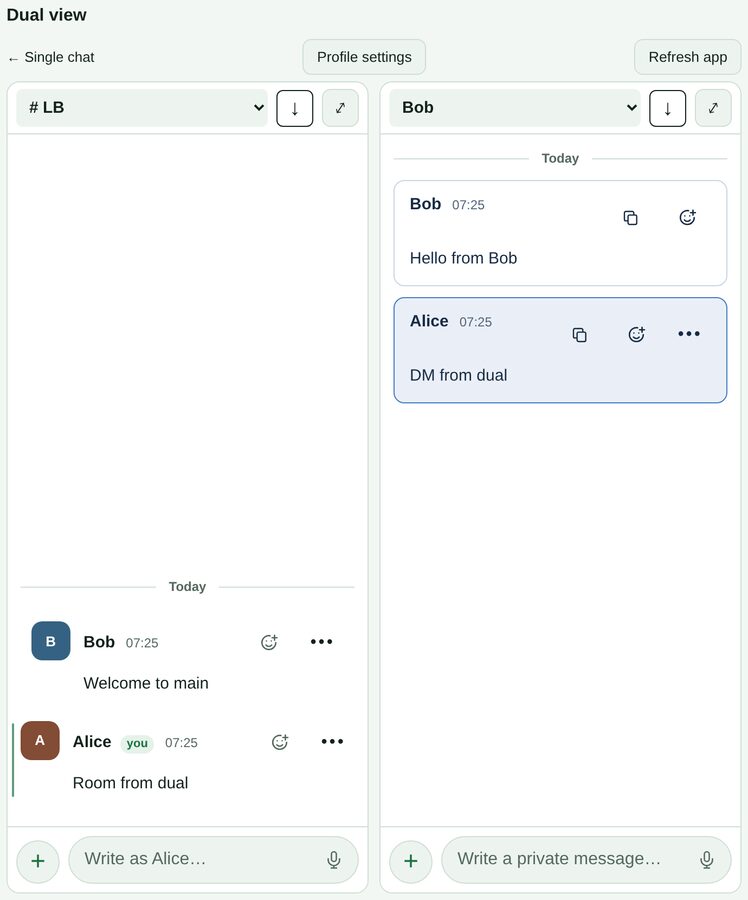 Dual view
← Single chat
Profile settings
Refresh app
# LB
Today
B
Bob 07:25
Welcome to main
A
Alice you 07:25
Room from dual
Write as Alice…
Bob
Today
Bob 07:25
Hello from Bob
Alice 07:25
DM from dual
Write a private message…